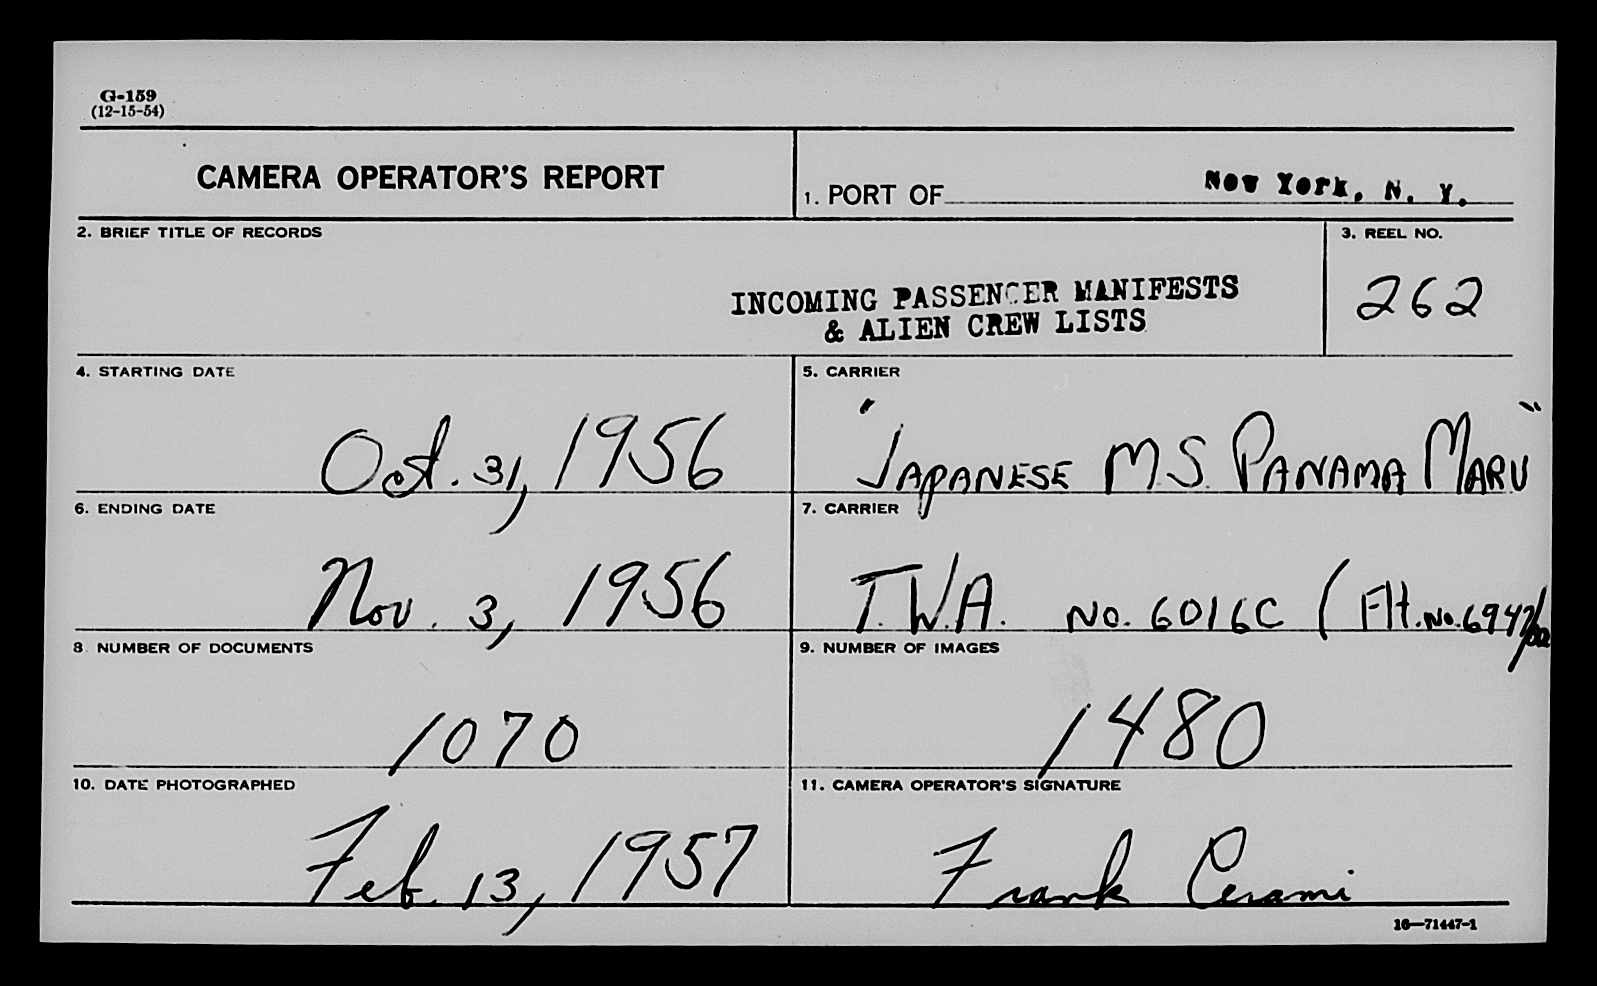 G-159
(12-15-54)
CAMERA OPERATOR'S REPORT
1. PORT OF New York, N. Y.
2. BRIEF TITLE OF RECORDS
INCOMING PASSENGER MANIFESTS
& ALIEN CREW LISTS
3. REEL NO.
262
4. STARTING DATE
Oct. 31, 1956
5. CARRIER
"JAPANESE M.S. PANAMA MARU"
6. ENDING DATE
Nov. 3, 1956
7. CARRIER
T.W.A. NO. 6016C (Flt. No. 6947/02
8. NUMBER OF DOCUMENTS
1070
9. NUMBER OF IMAGES
1480
10. DATE PHOTOGRAPHED
Feb. 13, 1957
11. CAMERA OPERATOR'S SIGNATURE
Frank Cerami
16—71447-1